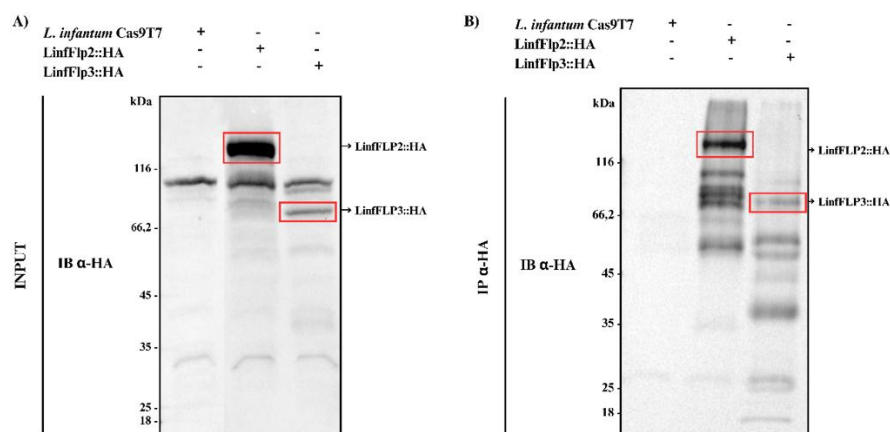 A)
L. infantum Cas9T7 + - -
LinfFlp2::HA - + -
LinfFlp3::HA - - +
kDa
116 -
66,2 -
45 -
35 -
25 -
18 -
INPUT
IB α-HA
LinfFLP2::HA
LinfFLP3::HA
B)
L. infantum Cas9T7 + - -
LinfFlp2::HA - + -
LinfFlp3::HA - - +
kDa
116 -
66,2 -
45 -
35 -
25 -
18 -
IP α-HA
IB α-HA
LinfFLP2::HA
LinfFLP3::HA